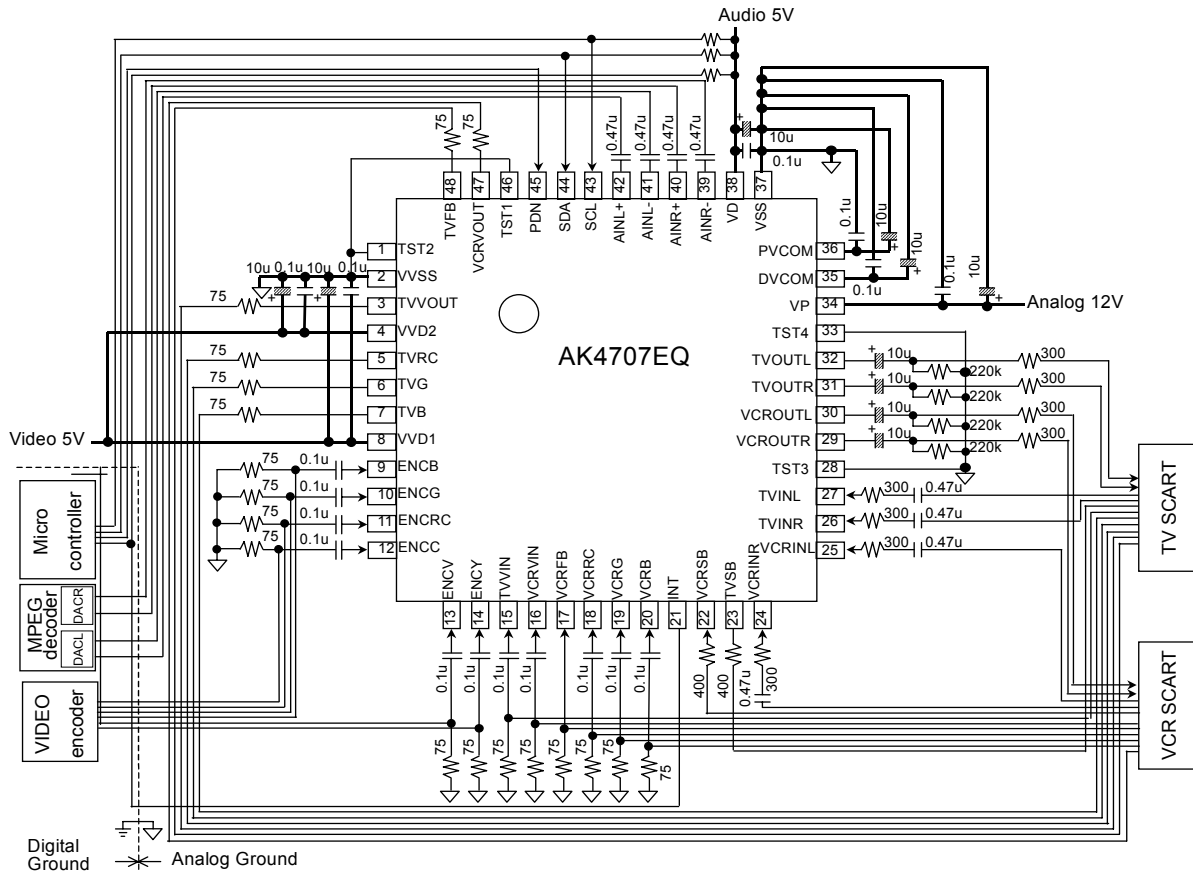 Audio 5V
75
75
0.47u
0.47u
0.47u
0.47u
+
10u
0.1u
48
47
46
45
44
43
42
41
40
39
38
37
TVFB
VCRVOUT
TST1
PDN
SDA
SCL
AINL+
AINL-
AINR+
AINR-
VD
VSS
0.1u
10u
+
10u
+
0.1u
0.1u
10u
+
1 TST2
10u 0.1u 10u 0.1u
+
+
2 VVSS
75
3 TVVOUT
4 VVD2
75
5 TVRC
75
6 TVG
75
7 TVB
Video 5V
8 VVD1
75 0.1u
9 ENCB
75 0.1u
10 ENCG
75 0.1u
11 ENCRC
75 0.1u
12 ENCC
AK4707EQ
PVCOM 36
DVCOM 35
VP 34
Analog 12V
TST4 33
TVOUTL 32 + 10u 300
220k
TVOUTR 31 + 10u 300
220k
VCROUTL 30 + 10u 300
220k
VCROUTR 29 + 10u 300
220k
TST3 28
TVINL 27 300 0.47u
TVINR 26 300 0.47u
VCRINL 25 300 0.47u
ENCV
ENCY
TVVIN
VCRVIN
VCRFB
VCRRC
VCRG
VCRB
INT
VCRSB
TVSB
VCRINR
13
14
15
16
17
18
19
20
21
22
23
24
0.1u
0.1u
0.1u
0.1u
0.1u
0.1u
0.1u
400
400
0.47u
300
75
75
75
75
75
75
75
75
Micro
controller
MPEG
decoder
DACR
DACL
VIDEO
encoder
TV SCART
VCR SCART
Digital
Ground
Analog Ground